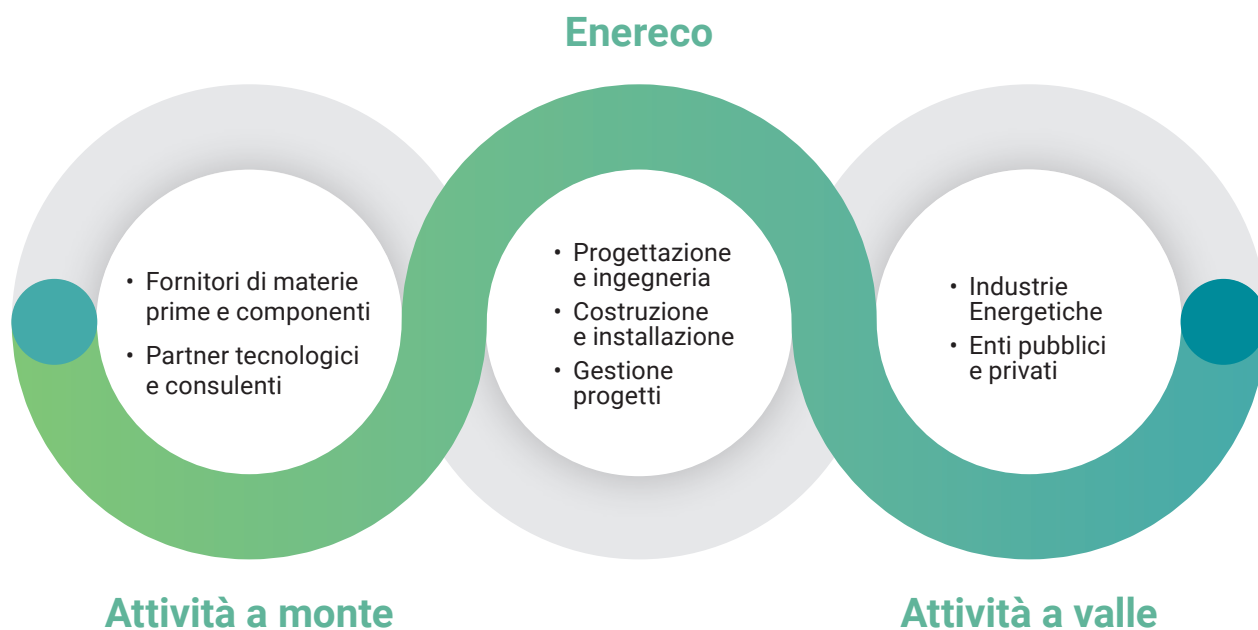 Enereco
• Fornitori di materie
prime e componenti
• Partner tecnologici
e consulenti
• Progettazione
e ingegneria
• Costruzione
e installazione
• Gestione
progetti
• Industrie
Energetiche
• Enti pubblici
e privati
Attività a monte
Attività a valle